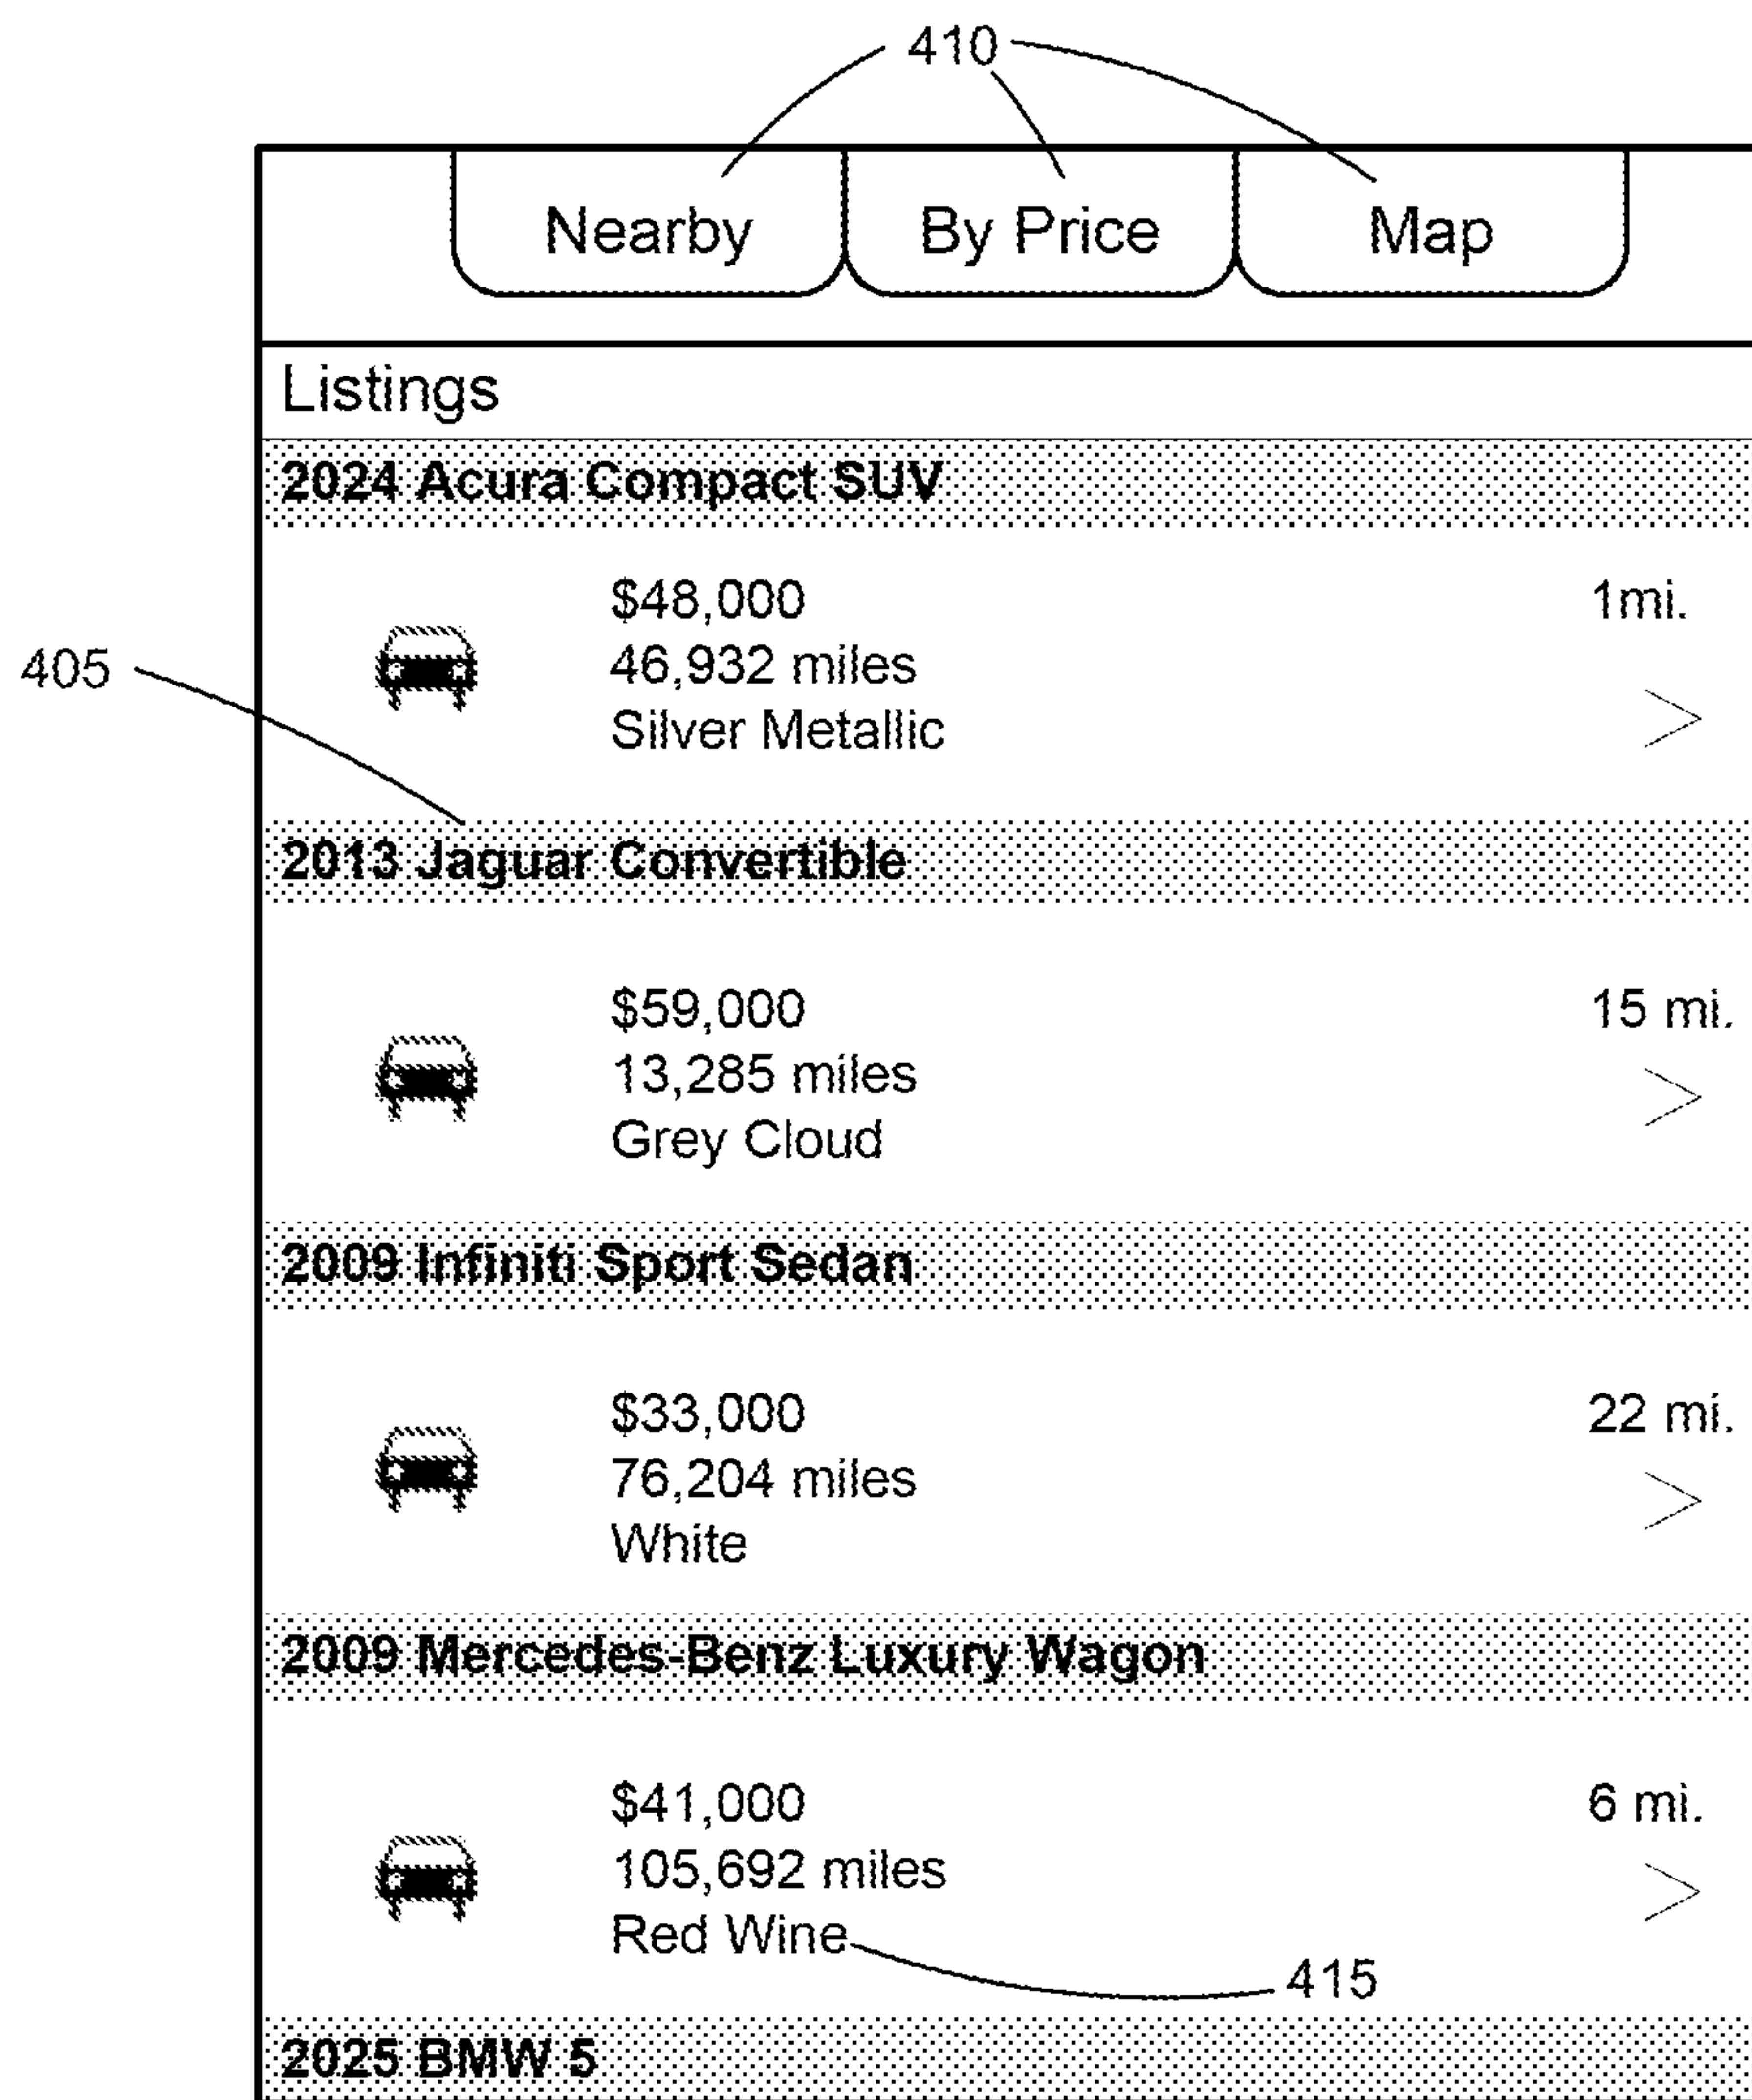 410
Nearby By Price Map
Listings
2024 Acura Compact SUV
$48,000 1mi.
46,932 miles
405
Silver Metallic >
2013 Jaguar Convertible
$59,000 15 mi.
13,285 miles >
Grey Cloud
2009 Infiniti Sport Sedan
$33,000 22 mi.
76,204 miles >
White
2009 Mercedes-Benz Luxury Wagon
$41,000 6 mi.
105,692 miles >
Red Wine
415
2025 BMW 5